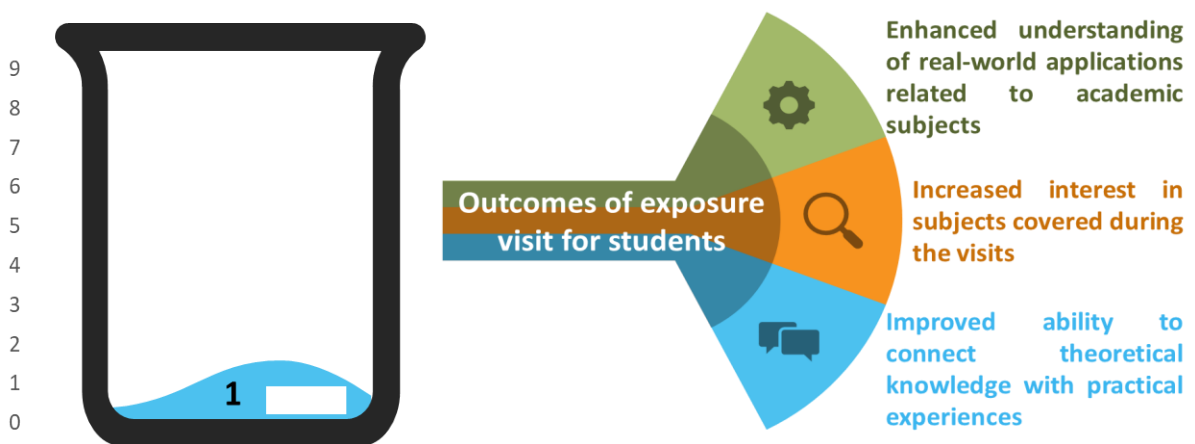 9
8
7
6
5
4
3
2
1
0
1
Outcomes of exposure
visit for students
Enhanced understanding
of real-world applications
related to academic
subjects
Increased interest in
subjects covered during
the visits
Improved ability to
connect theoretical
knowledge with practical
experiences